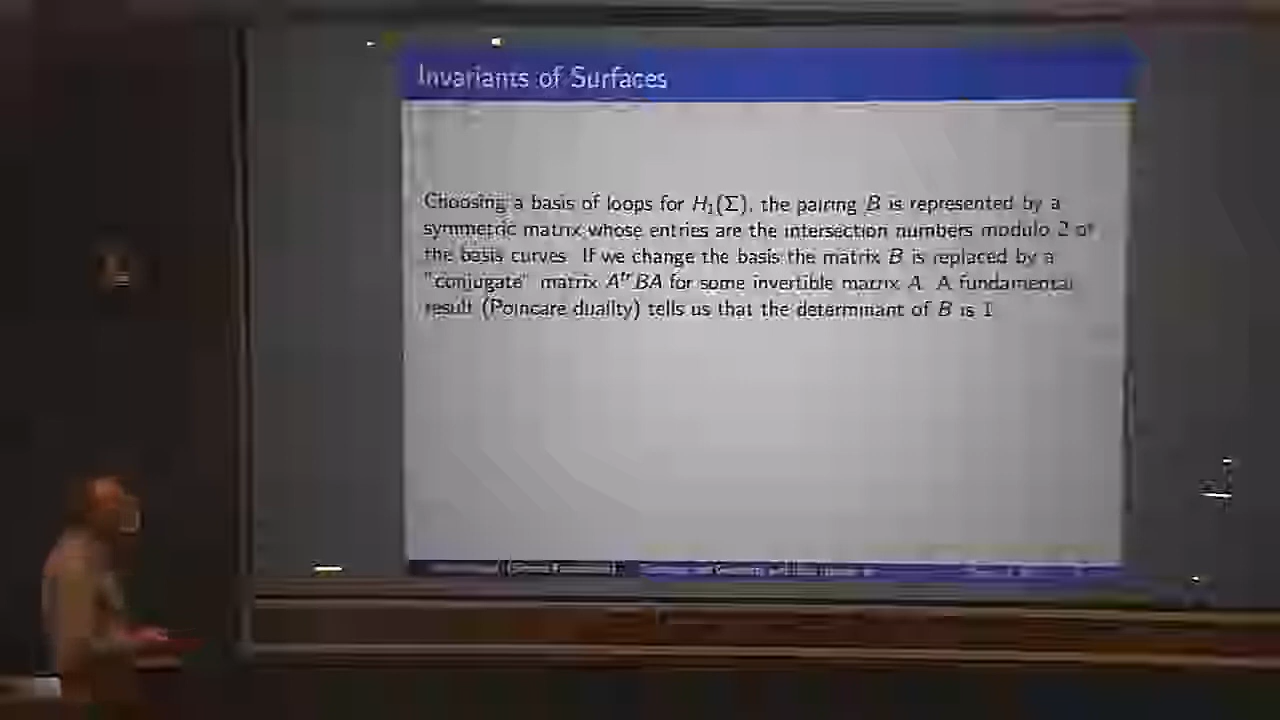 Invariants of Surfaces
Choosing a basis of loops for H₁(Σ), the pairing B is represented by a
symmetric matrix whose entries are the intersection numbers modulo 2 of
the basis curves. If we change the basis the matrix B is replaced by a
"conjugate" matrix AᵗʳBA for some invertible matrix A. A fundamental
result (Poincare duality) tells us that the determinant of B is 1